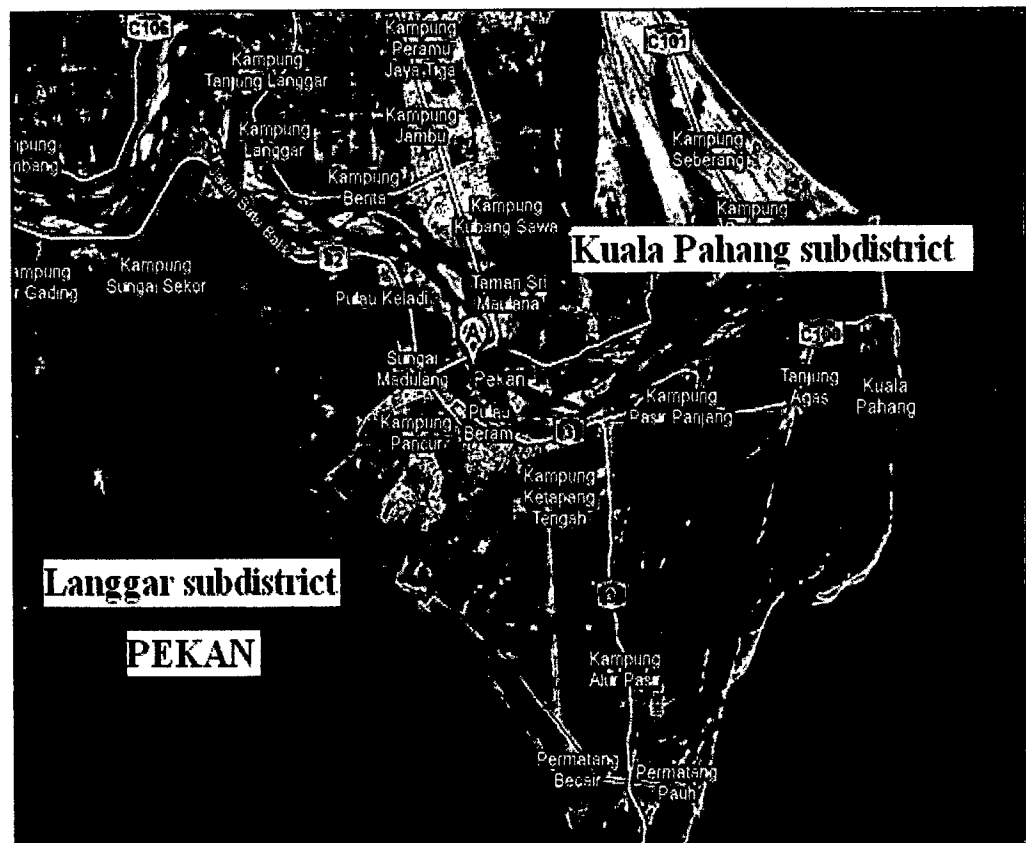 C106
C101
Kampung
Peramu
Jaya Tiga
Kampung
Tanjung Langgar
Kampung
Langgar
Kampung
Jambu
Kampung
Seberang
Kampung
Berita
Kampung
Kubang Sawa
Kampung
Kuala Pahang subdistrict
12
Kampung
Sungai Sekor
ampung
r Gading
Pulau Keladi
Taman Sri
Maulana
A
Sungai
Madulang
Pekan
Tanjung
Agas
Kuala
Pahang
Kampung
Pasir Panjang
Kampung
Pancur
Pulau
Beram
3
Kampung
Ketapang
Tengah
Langgar subdistrict
PEKAN
3
Kampung
Alur Pasir
Permatang
Becair
Permatang
Pauh